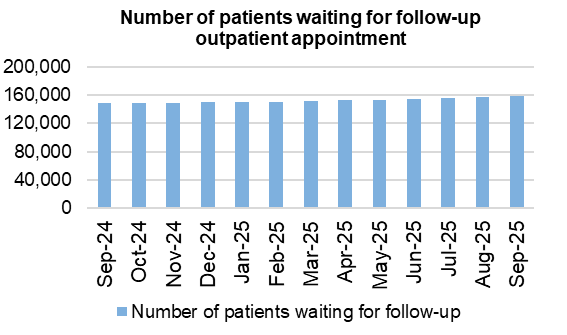 Number of patients waiting for follow-up
outpatient appointment
200,000
160,000
120,000
80,000
40,000
0
Sep-24
Oct-24
Nov-24
Dec-24
Jan-25
Feb-25
Mar-25
Apr-25
May-25
Jun-25
Jul-25
Aug-25
Sep-25
Number of patients waiting for follow-up